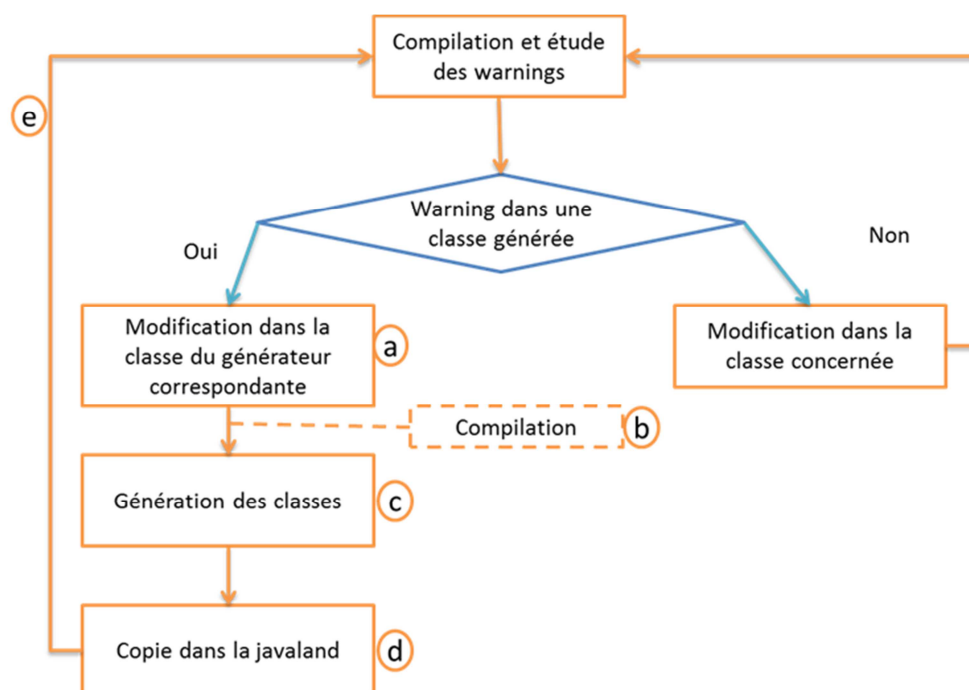 Compilation et étude
des warnings
e
Warning dans une
classe générée
Oui
Non
Modification dans la
classe du générateur
correspondante
a
Modification dans la
classe concernée
Compilation
b
Génération des classes
c
Copie dans la javaland
d